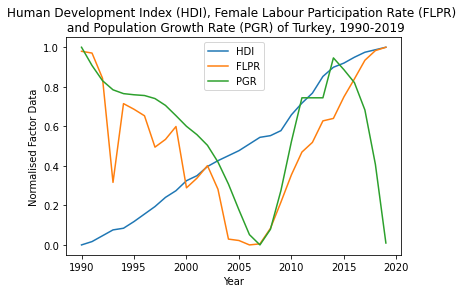 Human Development Index (HDI), Female Labour Participation Rate (FLPR)
and Population Growth Rate (PGR) of Turkey, 1990-2019
HDI
FLPR
PGR
Normalised Factor Data
1.0
0.8
0.6
0.4
0.2
0.0
1990 1995 2000 2005 2010 2015 2020
Year